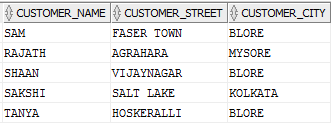 CUSTOMER_NAME CUSTOMER_STREET CUSTOMER_CITY
SAM FASER TOWN BLORE
RAJATH AGRAHARA MYSORE
SHAAN VIJAYNAGAR BLORE
SAKSHI SALT LAKE KOLKATA
TANYA HOSKERALLI BLORE